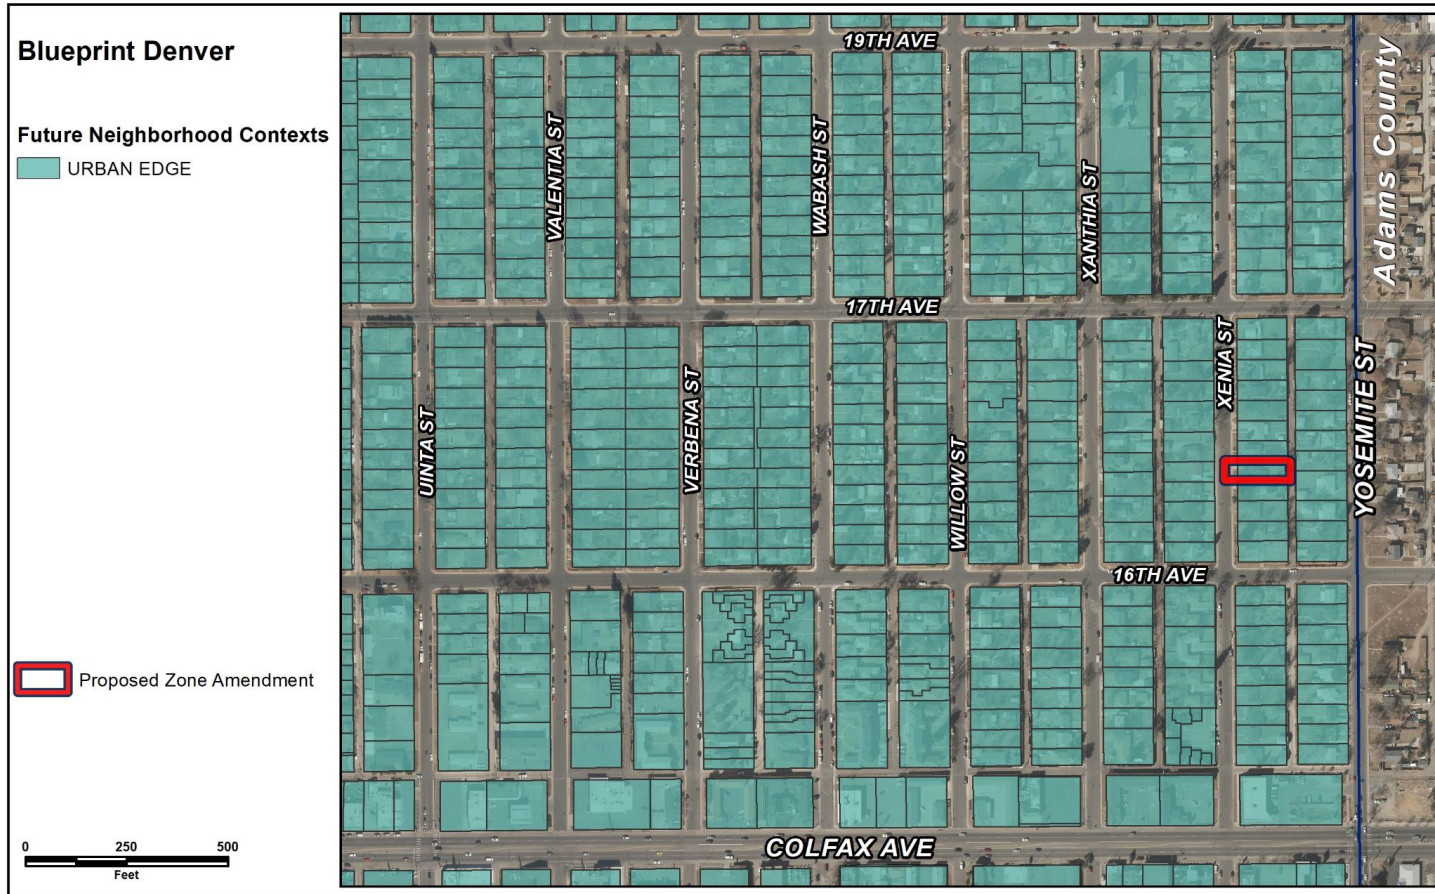 Blueprint Denver
Future Neighborhood Contexts
URBAN EDGE
Proposed Zone Amendment
0 250 500
Feet
19TH AVE
VALENTIA ST
WABASH ST
XANTHIA ST
Adams County
17TH AVE
UINTA ST
VERBENA ST
WILLOW ST
XENIA ST
YOSEMITE ST
16TH AVE
COLFAX AVE